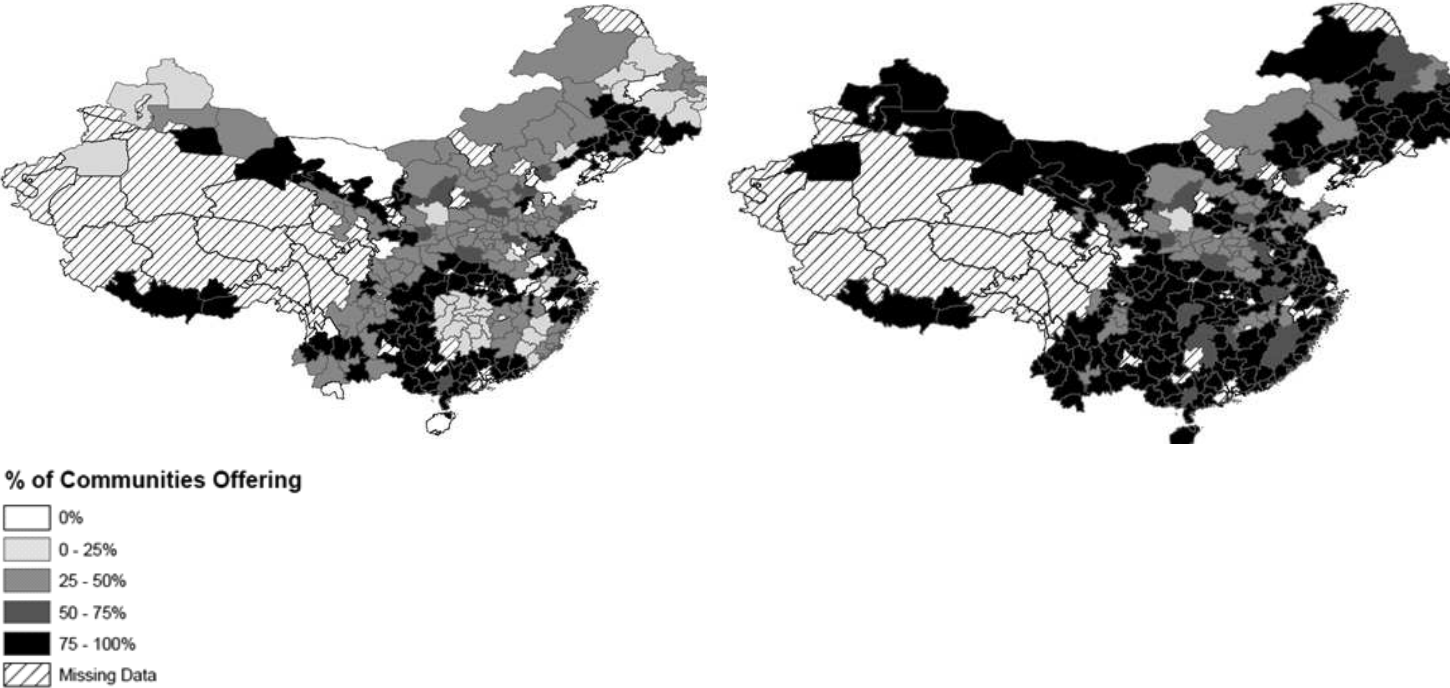 % of Communities Offering
0%
0 - 25%
25 - 50%
50 - 75%
75 - 100%
Missing Data